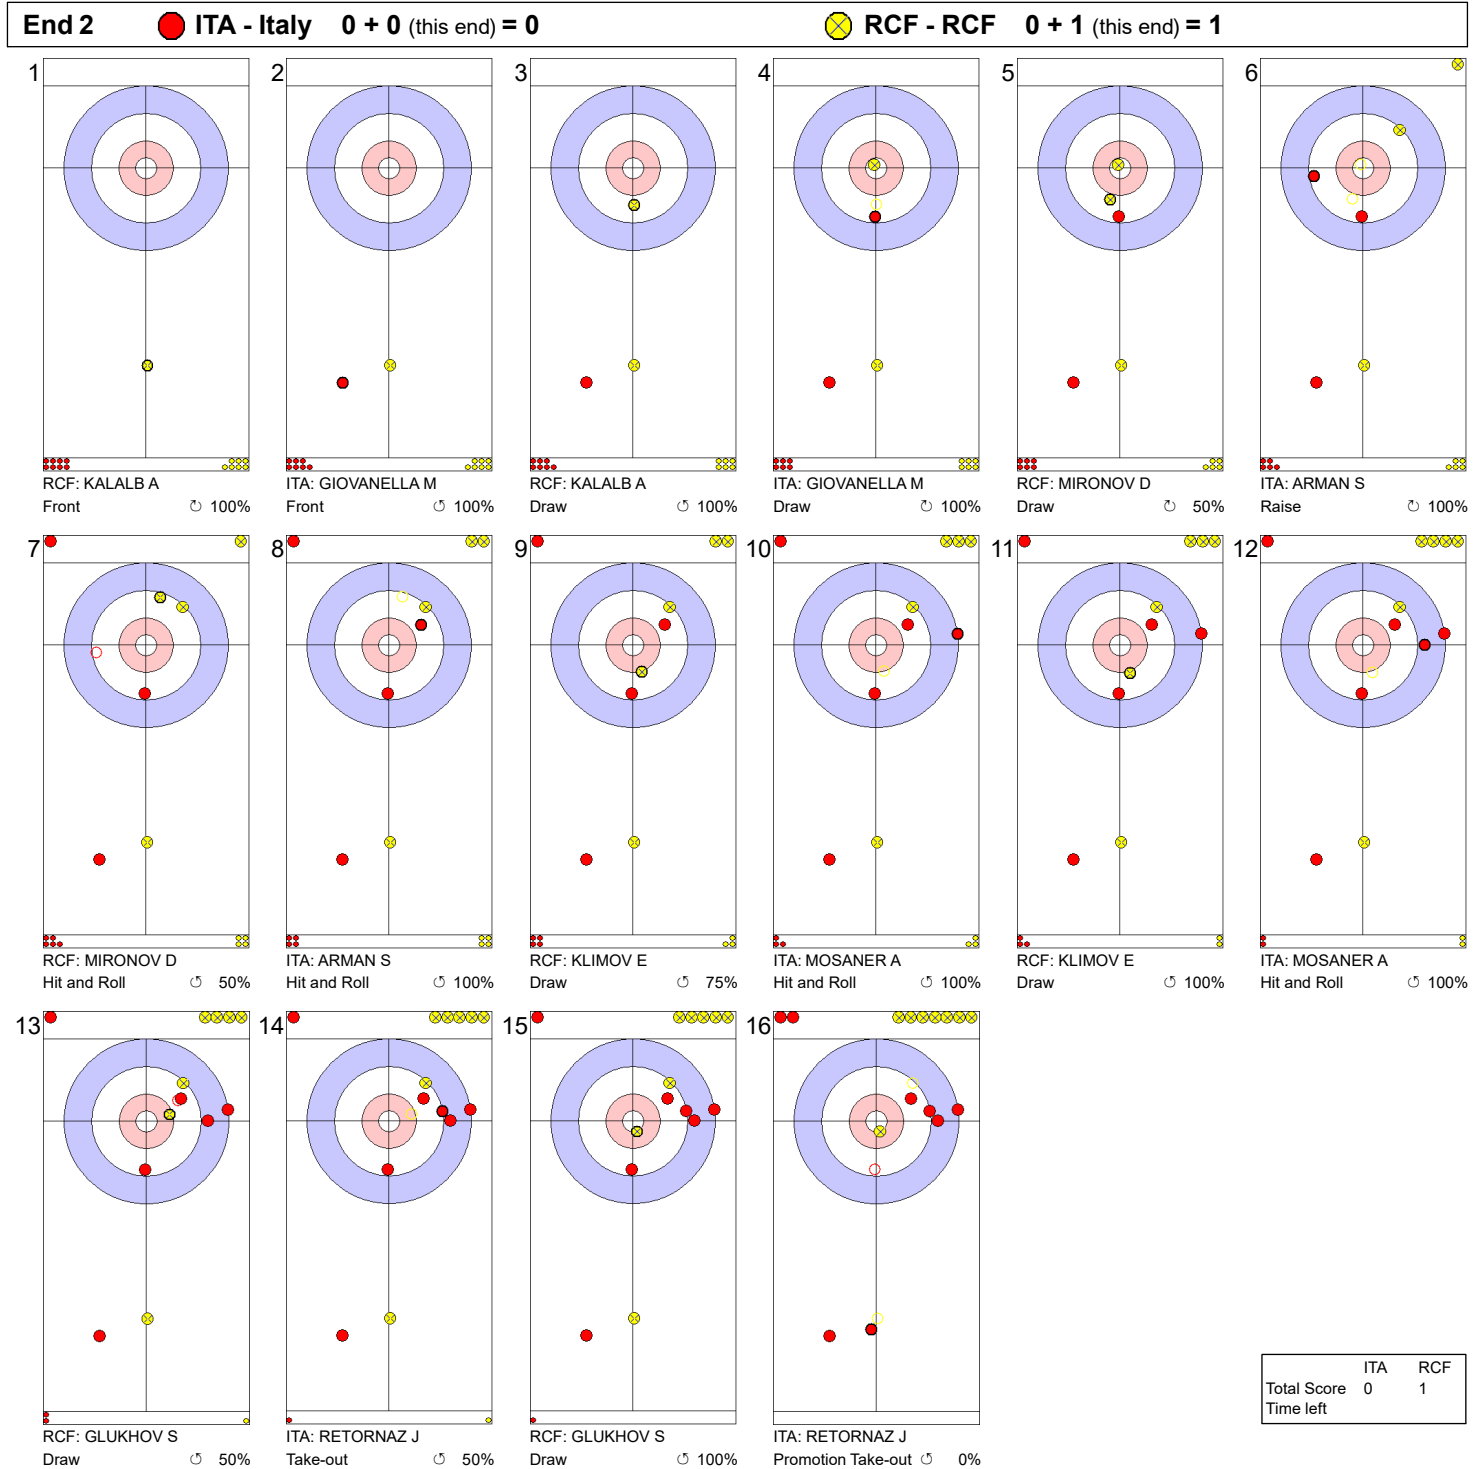 End 2 ITA - Italy 0 + 0 (this end) = 0 RCF - RCF 0 + 1 (this end) = 1
1 2 3 4 5 6
RCF: KALALB A ITA: GIOVANELLA M RCF: KALALB A ITA: GIOVANELLA M RCF: MIRONOV D ITA: ARMAN S
Front ↻ 100% Front ↺ 100% Draw ↺ 100% Draw ↻ 100% Draw ↻ 50% Raise ↻ 100%
7 8 9 10 11 12
RCF: MIRONOV D ITA: ARMAN S RCF: KLIMOV E ITA: MOSANER A RCF: KLIMOV E ITA: MOSANER A
Hit and Roll ↺ 50% Hit and Roll ↺ 100% Draw ↺ 75% Hit and Roll ↺ 100% Draw ↺ 100% Hit and Roll ↺ 100%
13 14 15 16
RCF: GLUKHOV S ITA: RETORNAZ J RCF: GLUKHOV S ITA: RETORNAZ J
Draw ↺ 50% Take-out ↺ 50% Draw ↺ 100% Promotion Take-out ↺ 0%
ITA RCF
Total Score 0 1
Time left